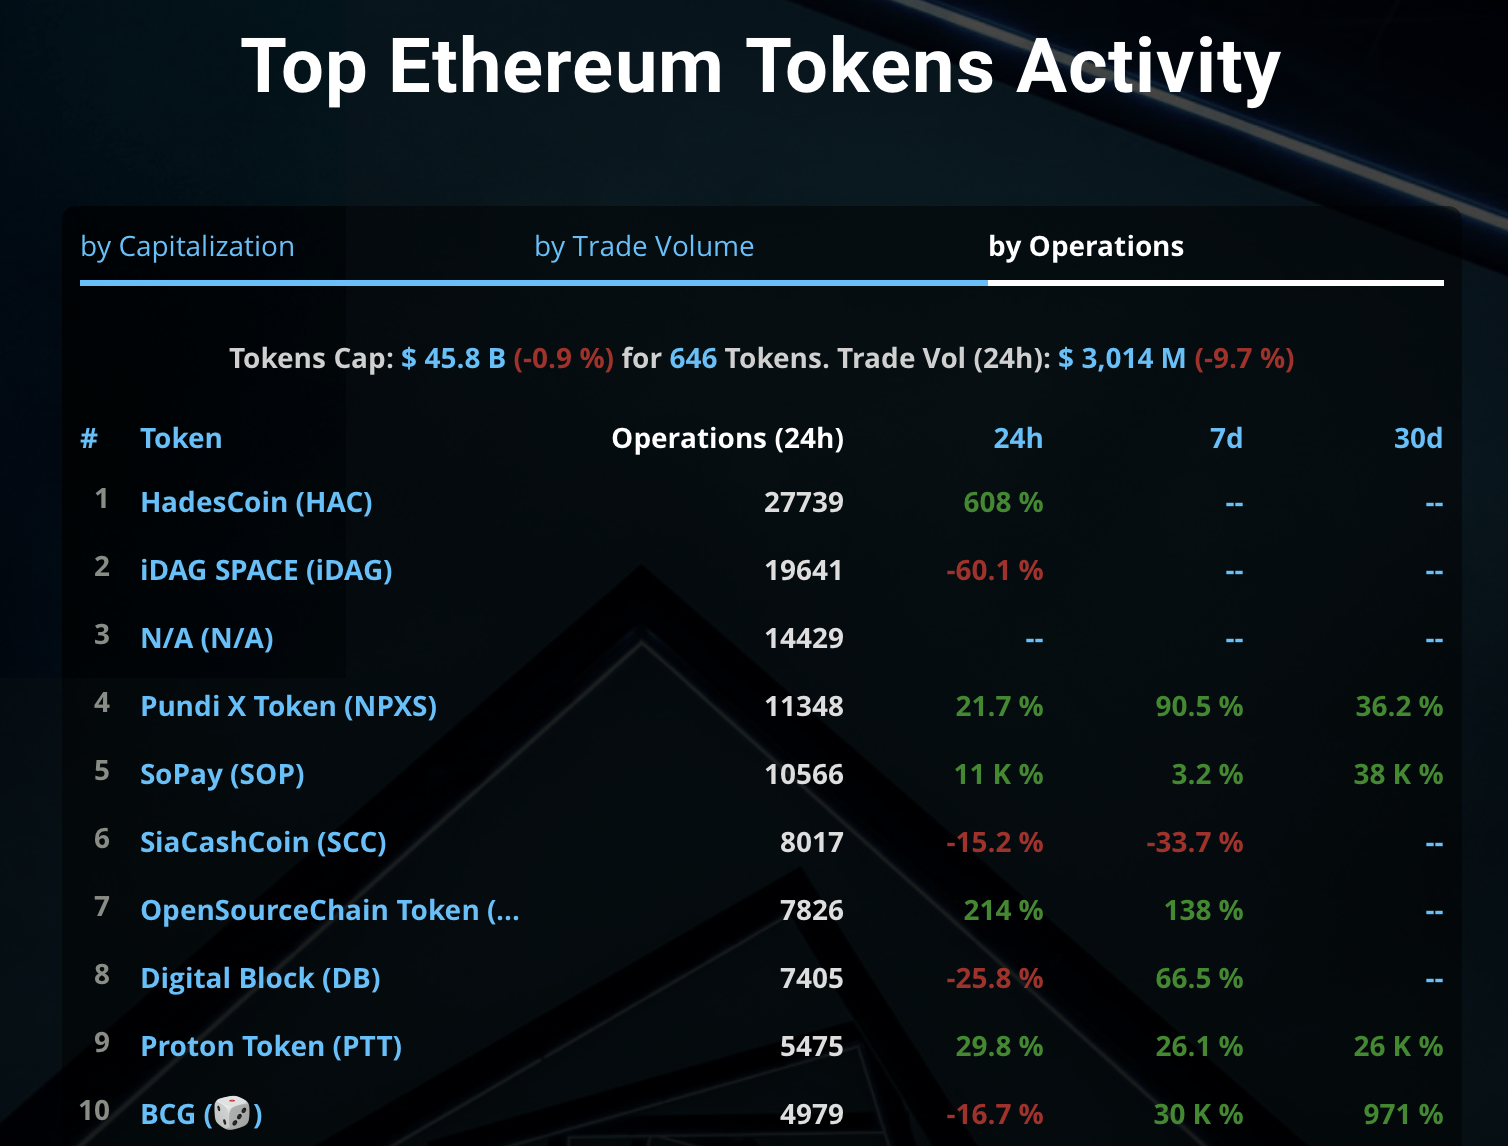 Top Ethereum Tokens Activity
by Capitalization by Trade Volume by Operations
Tokens Cap: $ 45.8 B (-0.9 %) for 646 Tokens. Trade Vol (24h): $ 3,014 M (-9.7 %)
# Token Operations (24h) 24h 7d 30d
1 HadesCoin (HAC) 27739 608 % -- --
2 iDAG SPACE (iDAG) 19641 -60.1 % -- --
3 N/A (N/A) 14429 -- -- --
4 Pundi X Token (NPXS) 11348 21.7 % 90.5 % 36.2 %
5 SoPay (SOP) 10566 11 K % 3.2 % 38 K %
6 SiaCashCoin (SCC) 8017 -15.2 % -33.7 % --
7 OpenSourceChain Token (... 7826 214 % 138 % --
8 Digital Block (DB) 7405 -25.8 % 66.5 % --
9 Proton Token (PTT) 5475 29.8 % 26.1 % 26 K %
10 BCG (🎲) 4979 -16.7 % 30 K % 971 %